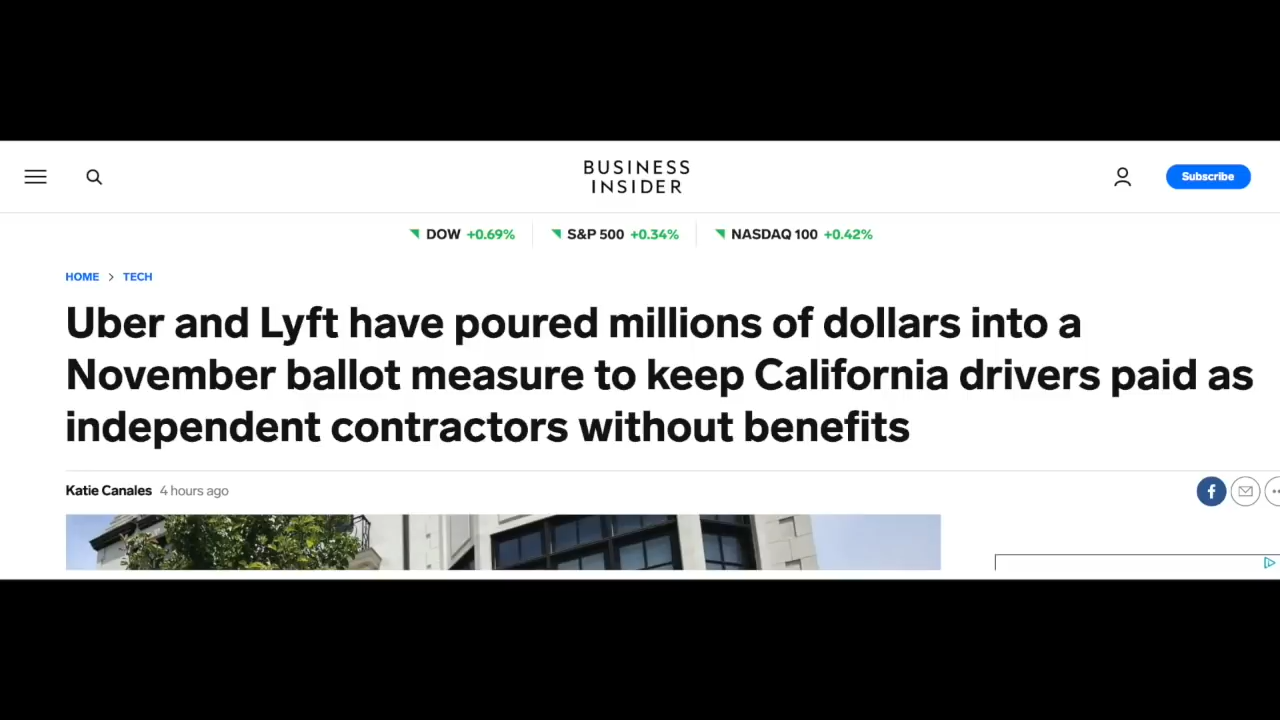 BUSINESS
INSIDER
Subscribe
DOW +0.69% S&P 500 +0.34% NASDAQ 100 +0.42%
HOME > TECH
Uber and Lyft have poured millions of dollars into a
November ballot measure to keep California drivers paid as
independent contractors without benefits
Katie Canales 4 hours ago